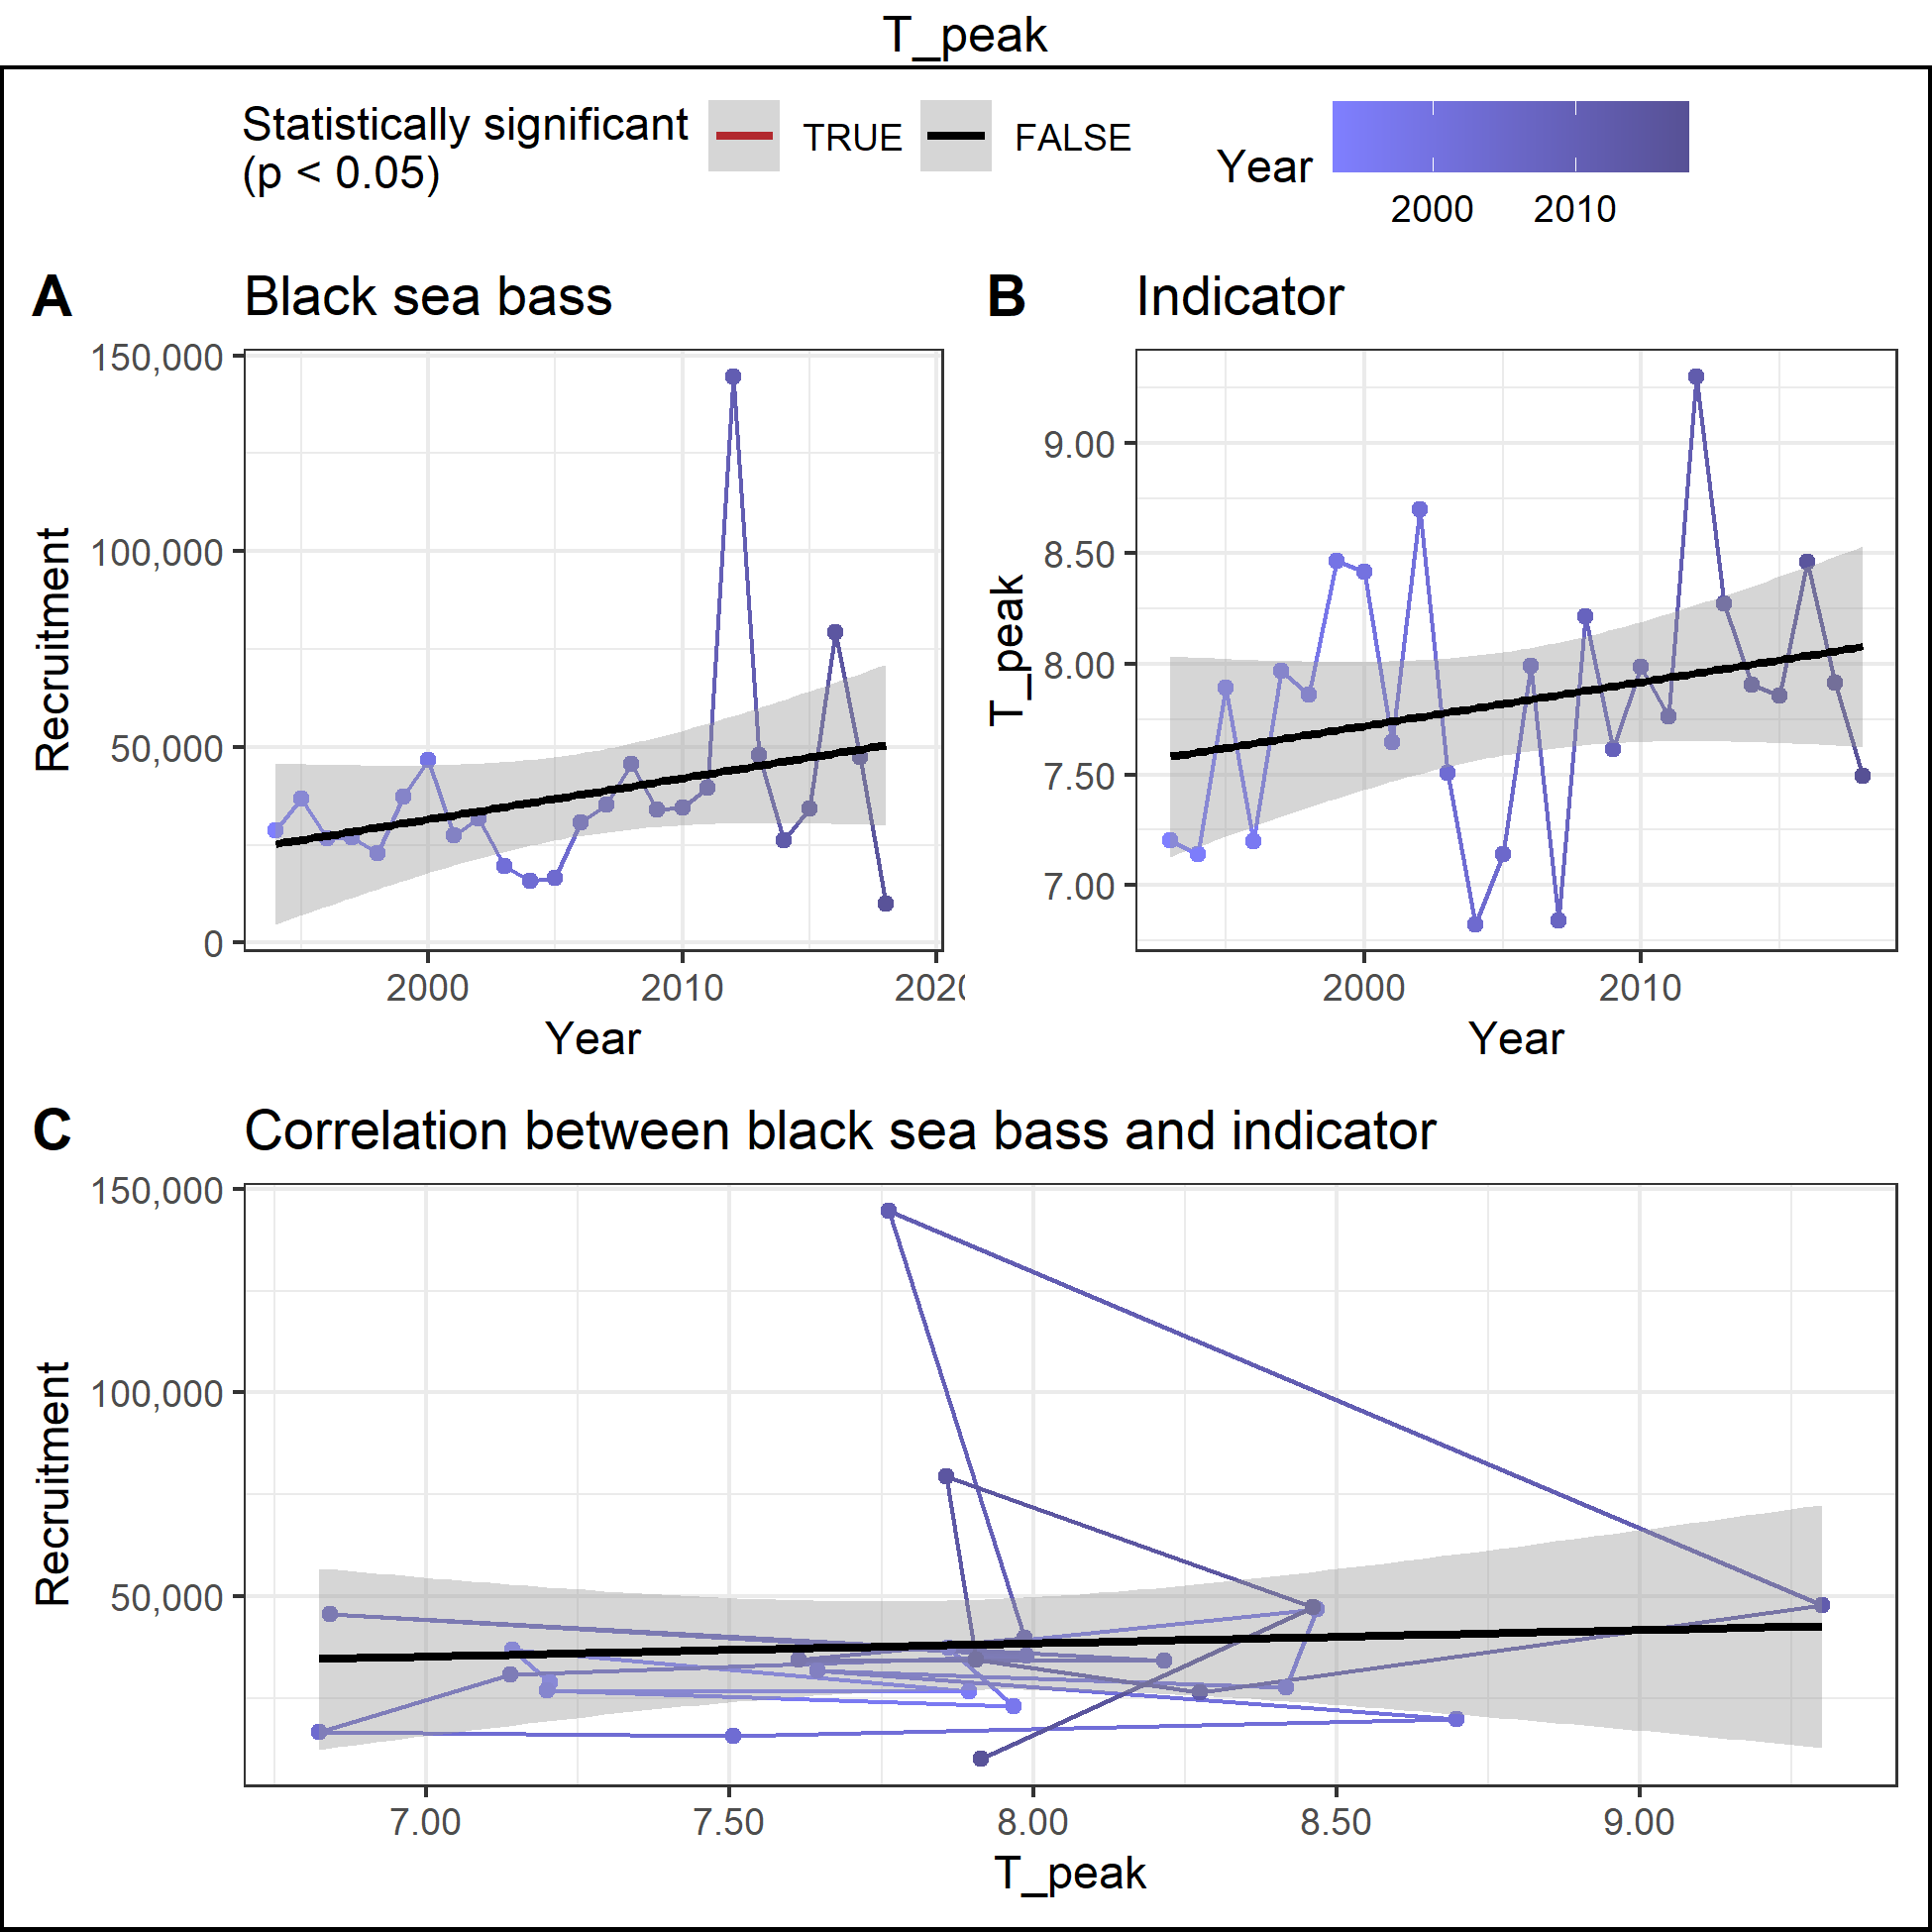 T_peak
Statistically significant
(p < 0.05)
TRUE
FALSE
Year
2000
2010
A
Black sea bass
150,000
100,000
50,000
0
Recruitment
2000
2010
202
Year
B
Indicator
9.00
8.50
8.00
7.50
7.00
T_peak
2000
2010
Year
C
Correlation between black sea bass and indicator
150,000
100,000
50,000
Recruitment
7.00
7.50
8.00
8.50
9.00
T_peak